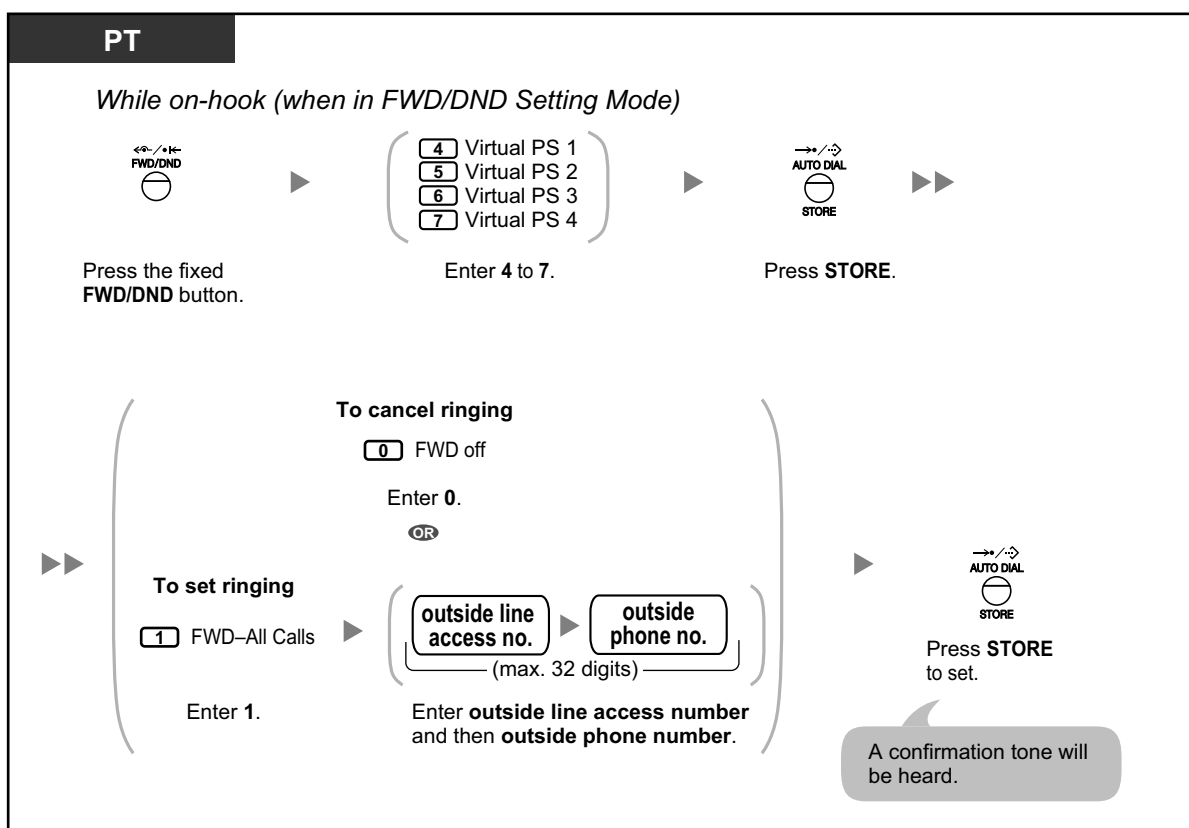 PT
While on-hook (when in FWD/DND Setting Mode)
FWD/DND
4 Virtual PS 1
5 Virtual PS 2
6 Virtual PS 3
7 Virtual PS 4
AUTO DIAL
STORE
Press the fixed
FWD/DND button.
Enter 4 to 7.
Press STORE.
To cancel ringing
0 FWD off
Enter 0.
OR
To set ringing
1 FWD–All Calls
Enter 1.
outside line
access no.
outside
phone no.
(max. 32 digits)
Enter outside line access number
and then outside phone number.
AUTO DIAL
STORE
Press STORE
to set.
A confirmation tone will
be heard.